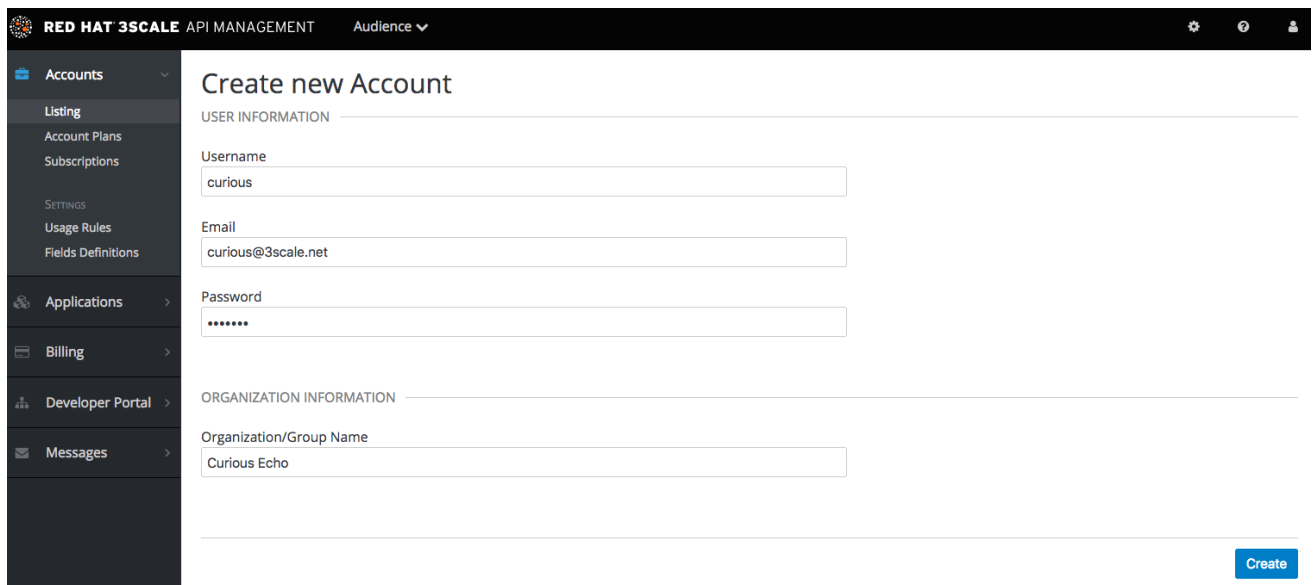 RED HAT 3SCALE API MANAGEMENT Audience
Accounts
Listing
Account Plans
Subscriptions
SETTINGS
Usage Rules
Fields Definitions
Applications
Billing
Developer Portal
Messages
Create new Account
USER INFORMATION
Username
curious
Email
curious@3scale.net
Password
•••••••
ORGANIZATION INFORMATION
Organization/Group Name
Curious Echo
Create